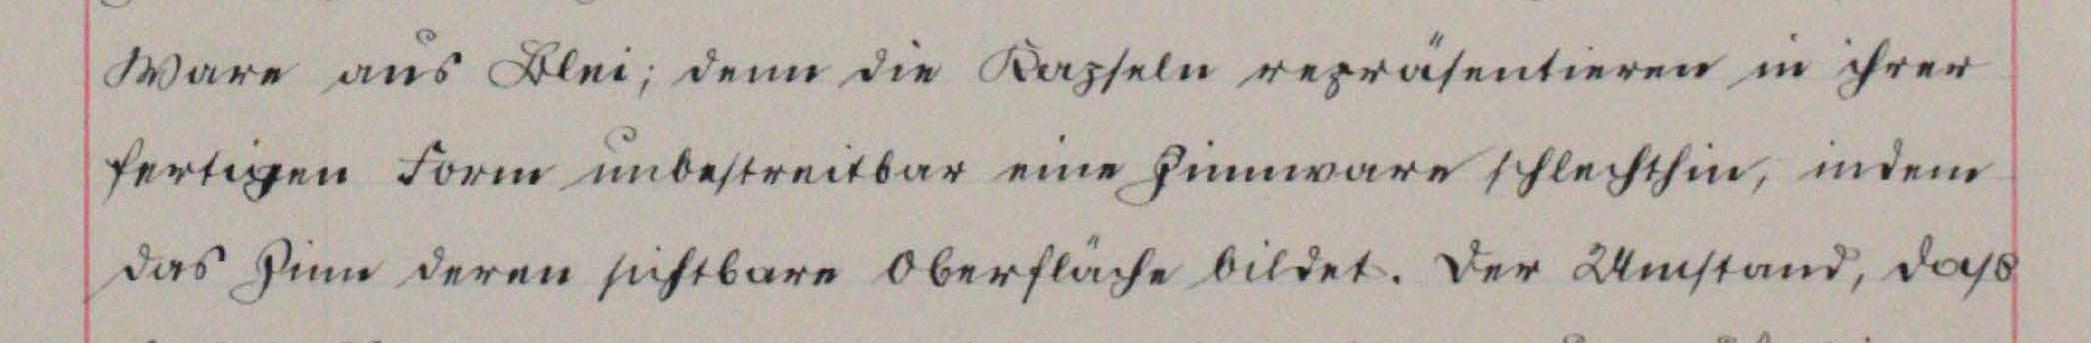 Ware aus Blei; denn die Kapseln repräsentieren in ihrer
fertigen Form unbestreitbar eine Zinnware schlechthin, indem
das Zinn deren sichtbare Oberfläche bildet. Der Umstand, daß